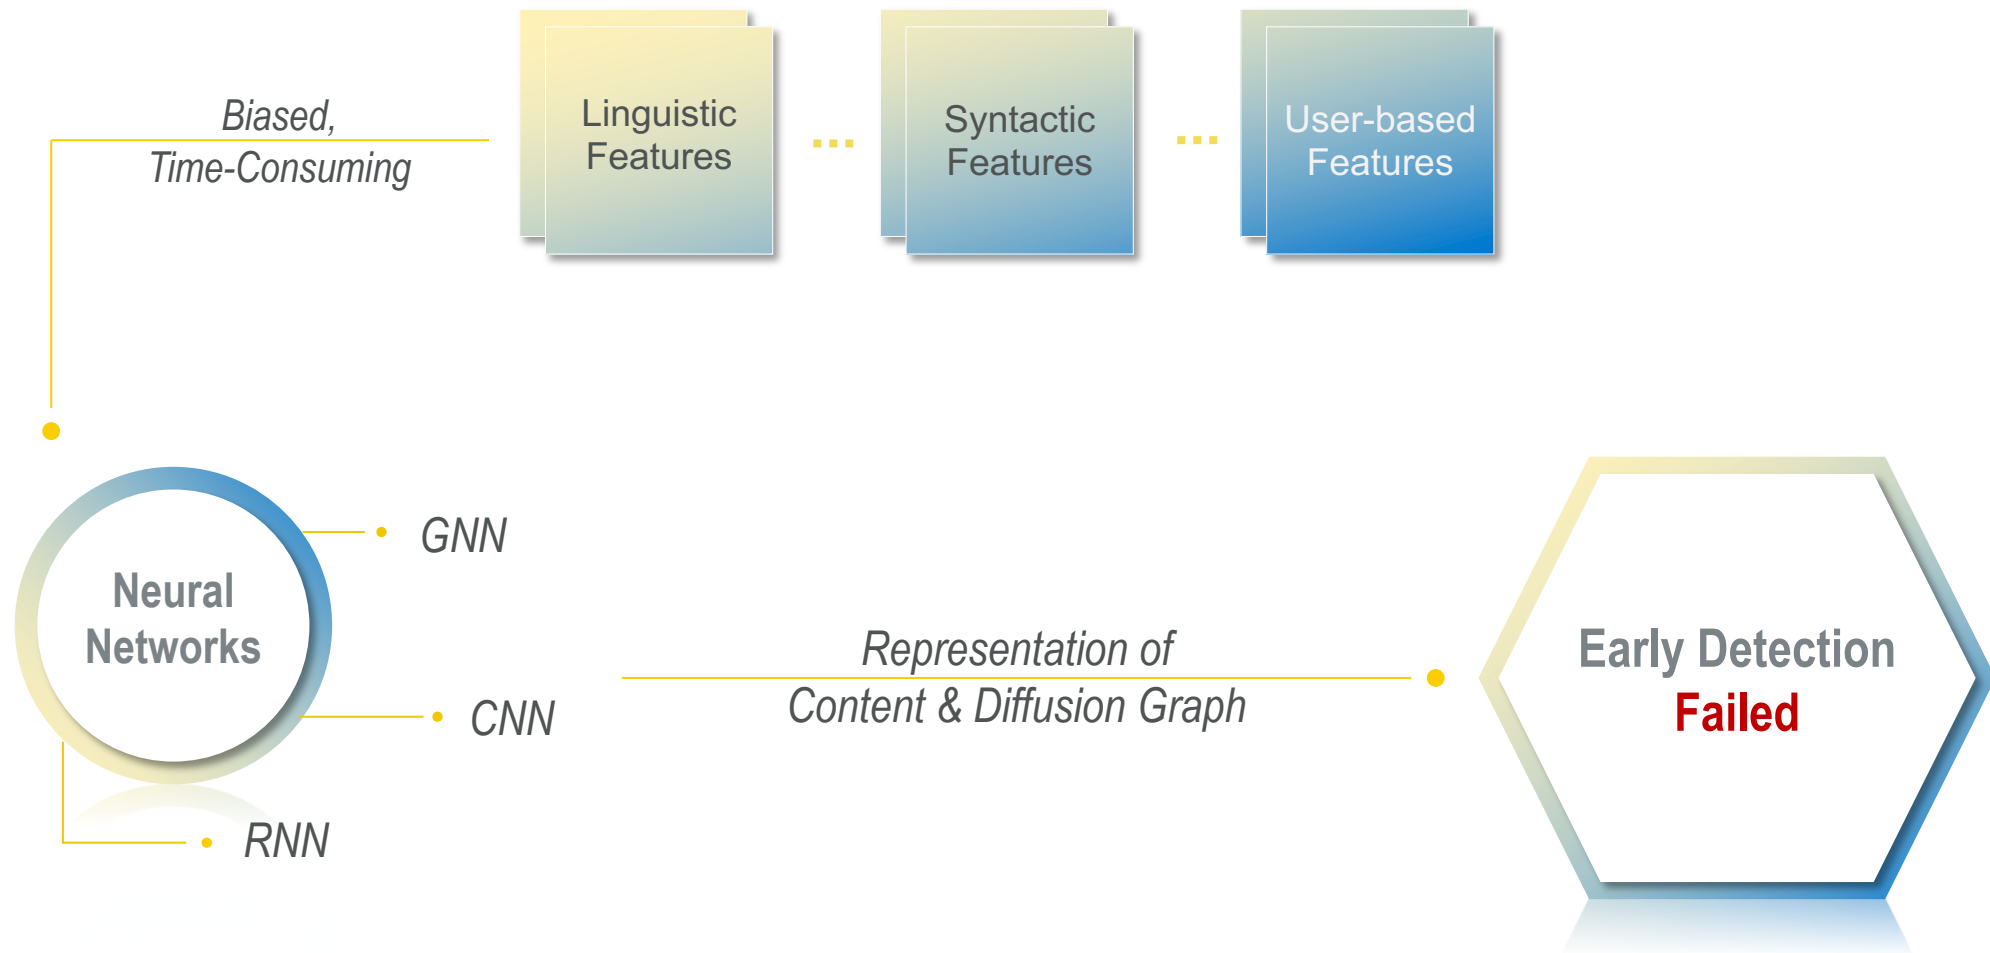 Biased,
Time-Consuming
Linguistic
Features
...
Syntactic
Features
...
User-based
Features
Neural
Networks
GNN
CNN
RNN
Representation of
Content & Diffusion Graph
Early Detection
Failed